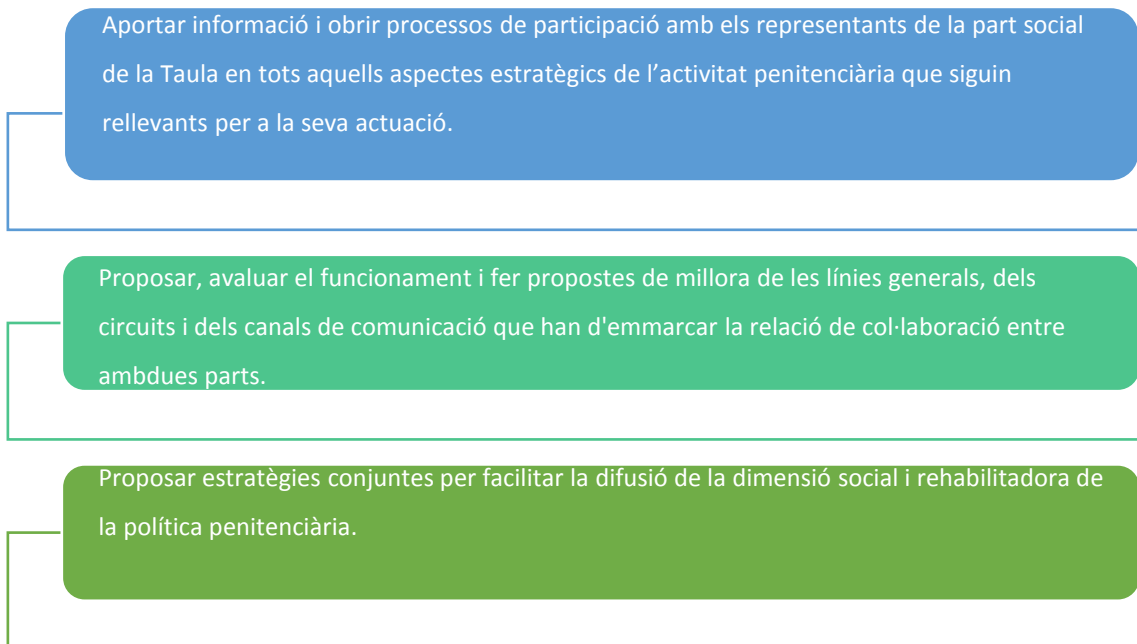 Aportar informació i obrir processos de participació amb els representants de la part social
de la Taula en tots aquells aspectes estratègics de l’activitat penitenciària que siguin
rellevants per a la seva actuació.
Proposar, avaluar el funcionament i fer propostes de millora de les línies generals, dels
circuits i dels canals de comunicació que han d'emmarcar la relació de col·laboració entre
ambdues parts.
Proposar estratègies conjuntes per facilitar la difusió de la dimensió social i rehabilitadora de
la política penitenciària.